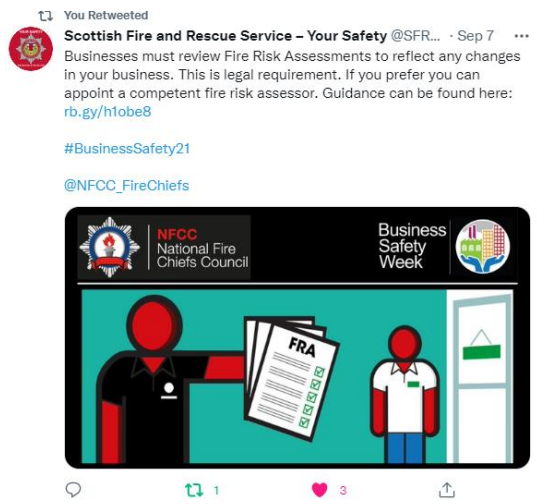 You Retweeted
Scottish Fire and Rescue Service – Your Safety @SFR... · Sep 7
Businesses must review Fire Risk Assessments to reflect any changes
in your business. This is legal requirement. If you prefer you can
appoint a competent fire risk assessor. Guidance can be found here:
rb.gy/h1obe8
#BusinessSafety21
@NFCC_FireChiefs
NFCC
National Fire
Chiefs Council
Business
Safety
Week
FRA
1
3